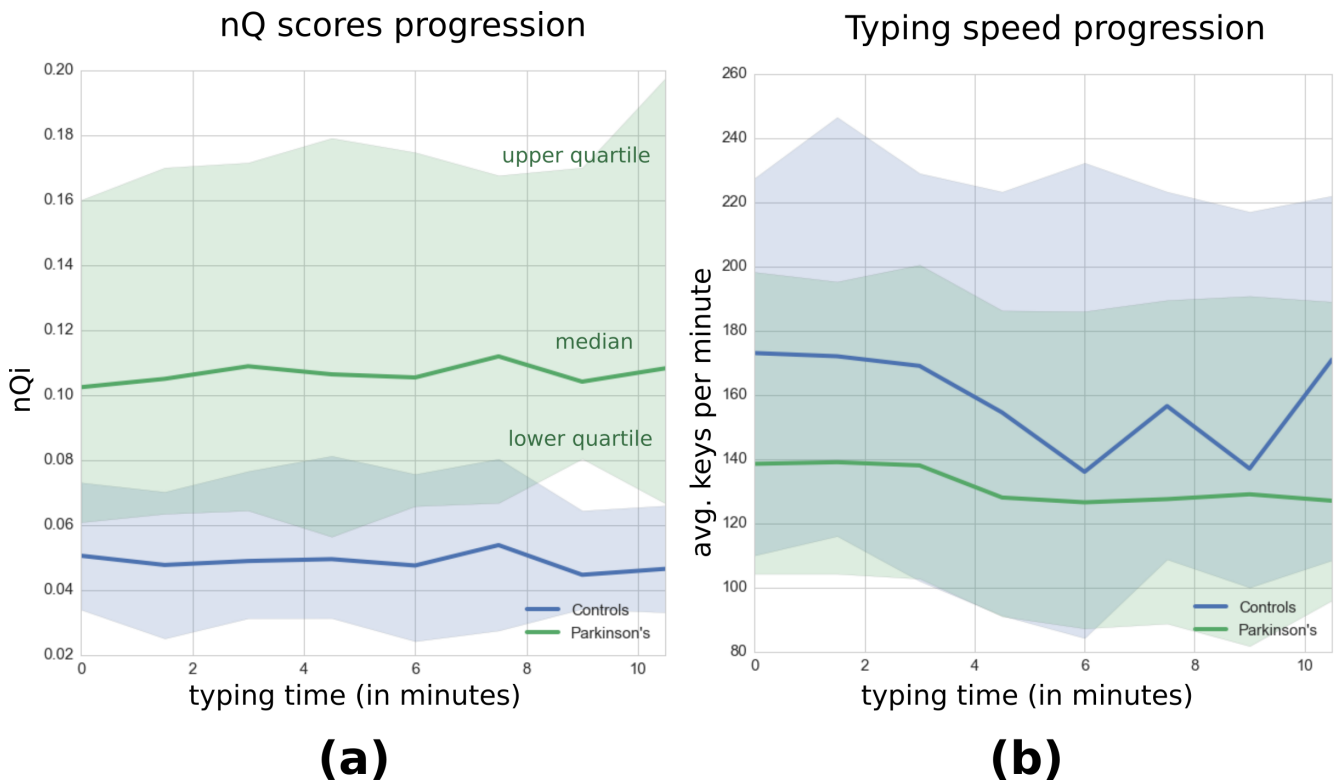 nQ scores progression
0.20
0.18
0.16
0.14
0.12
0.10
0.08
0.06
0.04
0.02
nQi
upper quartile
median
lower quartile
Controls
Parkinson's
0 2 4 6 8 10
typing time (in minutes)
(a)
Typing speed progression
260
240
220
200
180
160
140
120
100
80
avg. keys per minute
Controls
Parkinson's
0 2 4 6 8 10
typing time (in minutes)
(b)